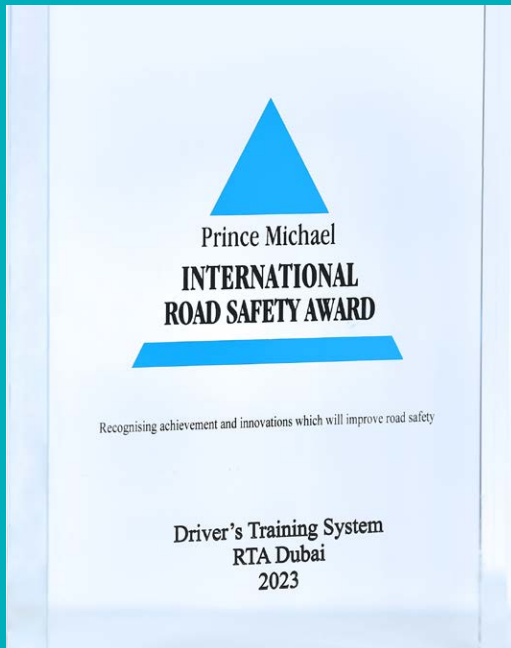 Prince Michael
INTERNATIONAL
ROAD SAFETY AWARD
Recognising achievement and innovations which will improve road safety
Driver's Training System
RTA Dubai
2023